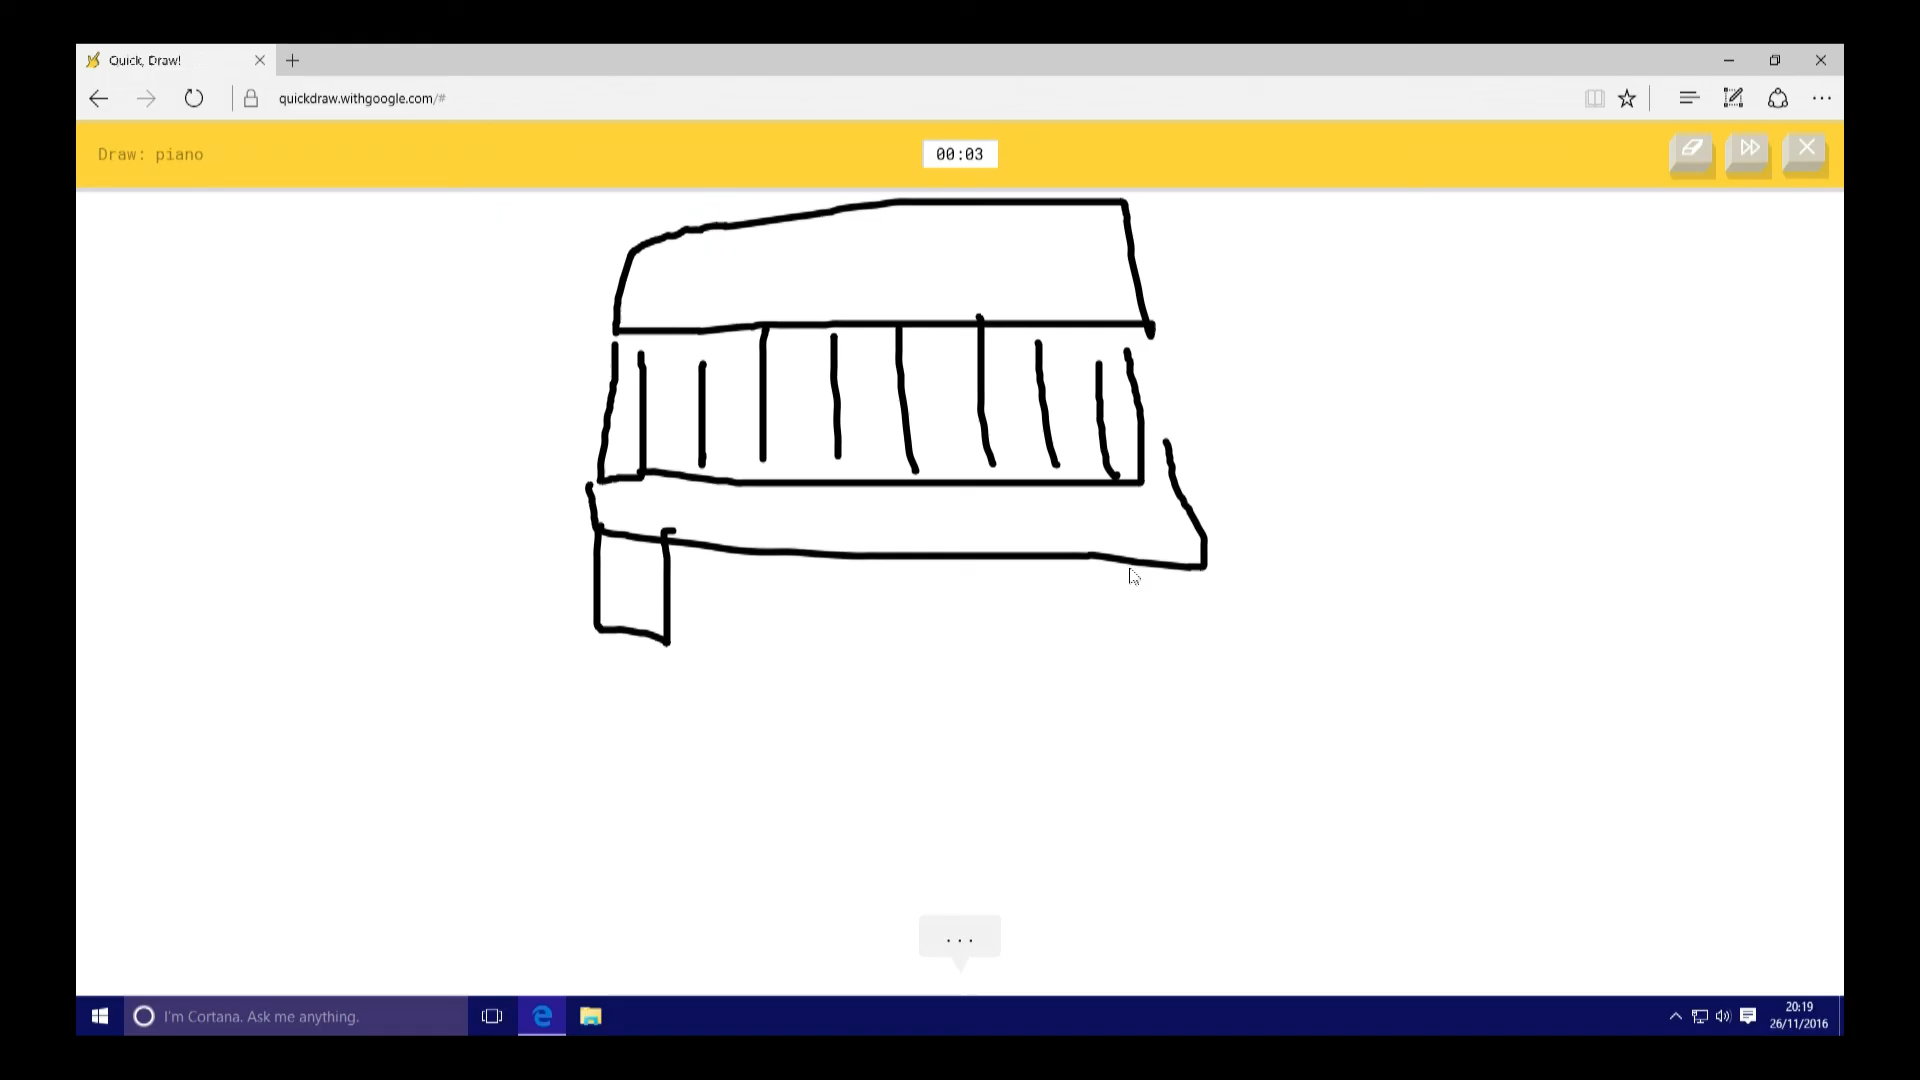 Quick, Draw!
quickdraw.withgoogle.com/#
Draw: piano
00:03
...
I'm Cortana. Ask me anything.
20:19
26/11/2016